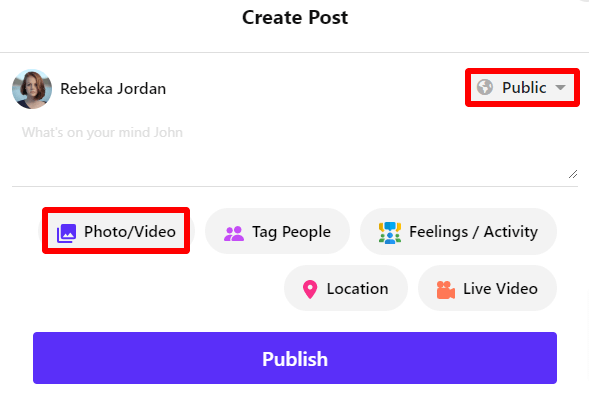 Create Post
Rebeka Jordan
Public
What's on your mind John
Photo/Video
Tag People
Feelings / Activity
Location
Live Video
Publish